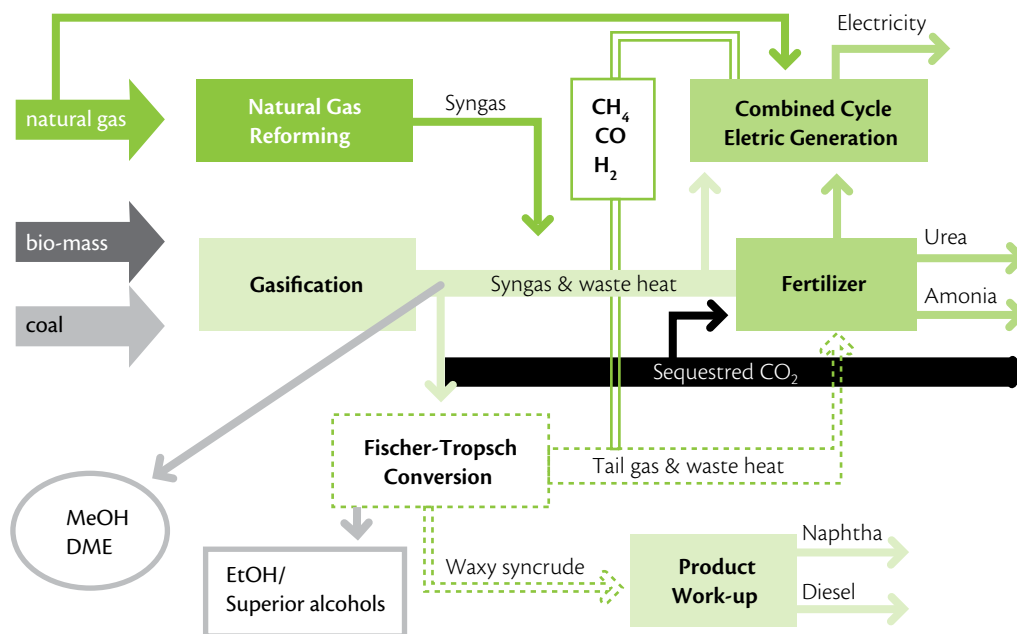 Electricity
natural gas
Natural Gas
Reforming
Syngas
CH₄
CO
H₂
Combined Cycle
Eletric Generation
bio-mass
coal
Gasification
Syngas & waste heat
Fertilizer
Urea
Amonia
Sequestred CO₂
Fischer-Tropsch
Conversion
Tail gas & waste heat
MeOH
DME
EtOH/
Superior alcohols
Waxy syncrude
Product
Work-up
Naphtha
Diesel